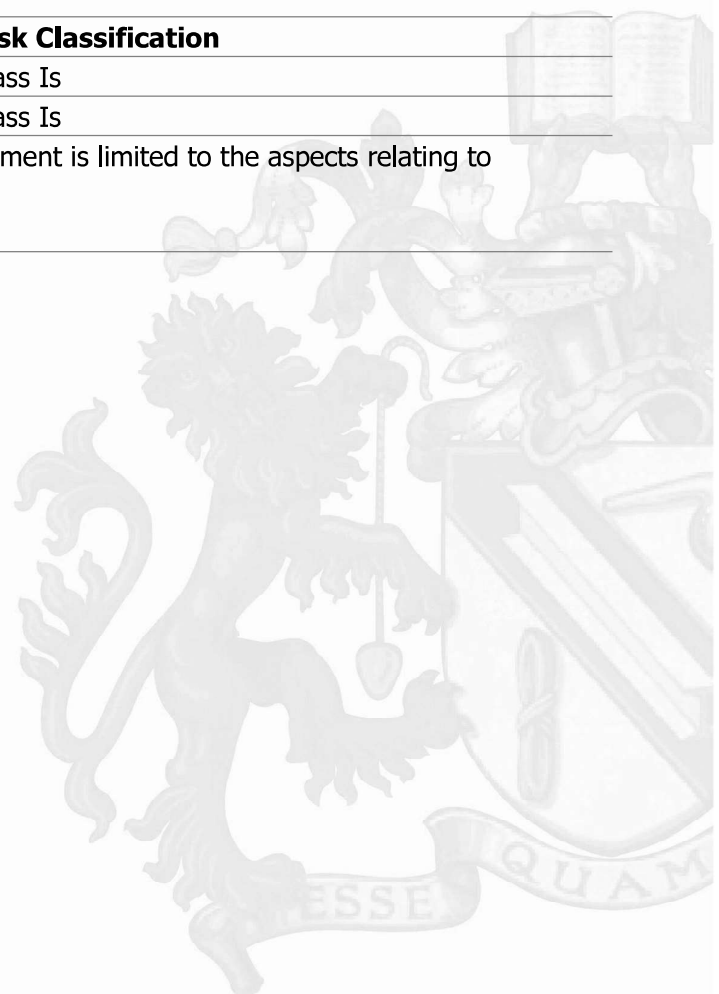 sk Classification
ass Is
ass Is
ment is limited to the aspects relating to
ESSE
QUAM